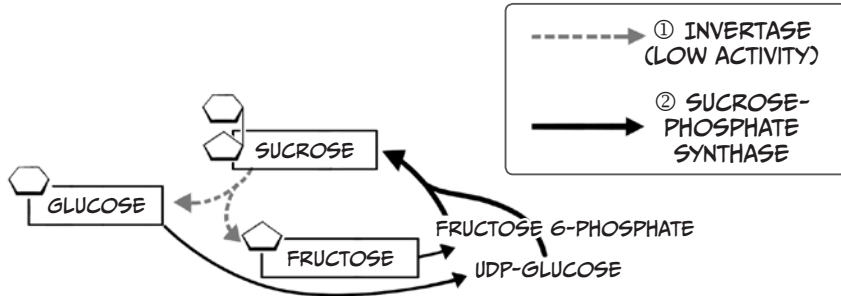 ① INVERTASE
(LOW ACTIVITY)
② SUCROSE-
PHOSPHATE
SYNTHASE
SUCROSE
GLUCOSE
FRUCTOSE 6-PHOSPHATE
FRUCTOSE
UDP-GLUCOSE